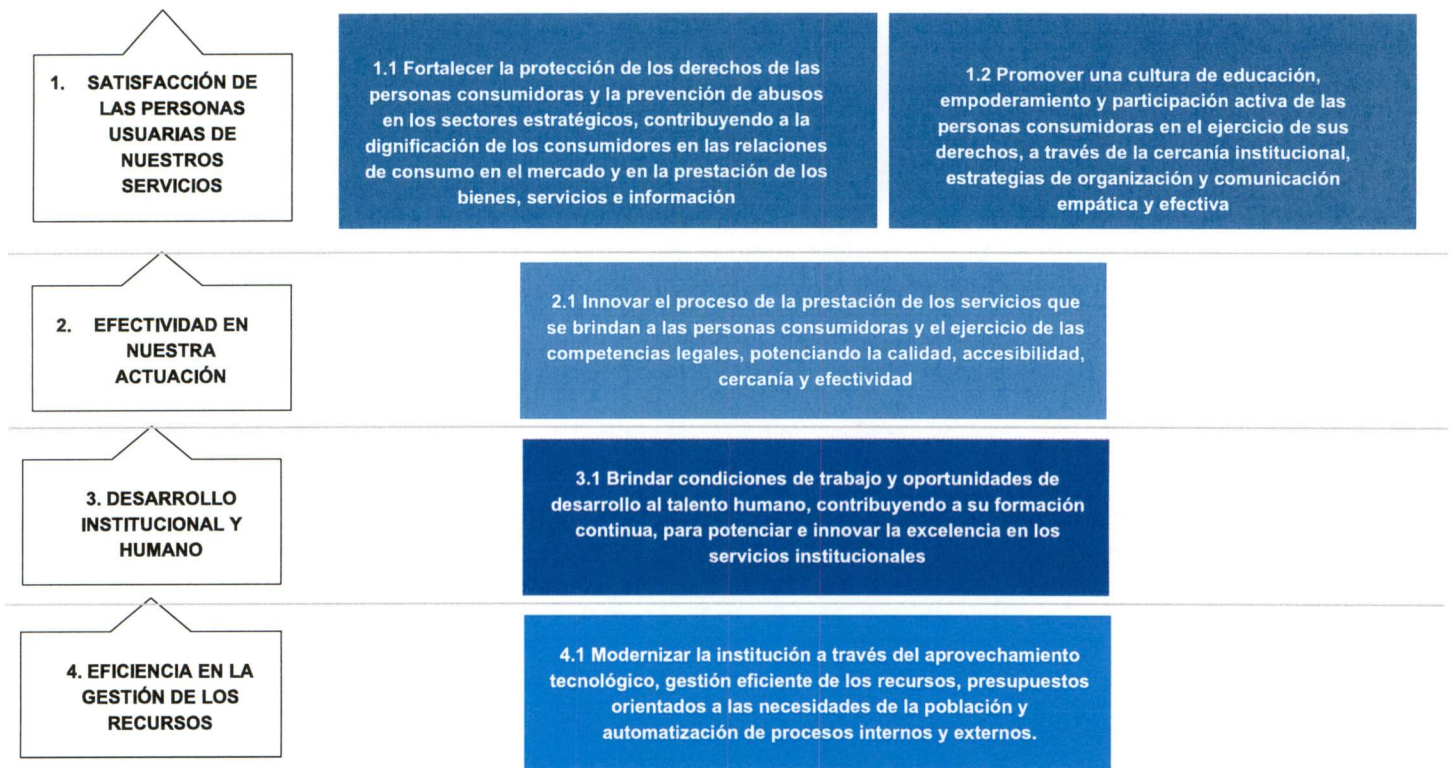 1. SATISFACCIÓN DE
LAS PERSONAS
USUARIAS DE
NUESTROS
SERVICIOS
1.1 Fortalecer la protección de los derechos de las
personas consumidoras y la prevención de abusos
en los sectores estratégicos, contribuyendo a la
dignificación de los consumidores en las relaciones
de consumo en el mercado y en la prestación de los
bienes, servicios e información
1.2 Promover una cultura de educación,
empoderamiento y participación activa de las
personas consumidoras en el ejercicio de sus
derechos, a través de la cercanía institucional,
estrategias de organización y comunicación
empática y efectiva
2. EFECTIVIDAD EN
NUESTRA
ACTUACIÓN
2.1 Innovar el proceso de la prestación de los servicios que
se brindan a las personas consumidoras y el ejercicio de las
competencias legales, potenciando la calidad, accesibilidad,
cercanía y efectividad
3. DESARROLLO
INSTITUCIONAL Y
HUMANO
3.1 Brindar condiciones de trabajo y oportunidades de
desarrollo al talento humano, contribuyendo a su formación
continua, para potenciar e innovar la excelencia en los
servicios institucionales
4. EFICIENCIA EN LA
GESTIÓN DE LOS
RECURSOS
4.1 Modernizar la institución a través del aprovechamiento
tecnológico, gestión eficiente de los recursos, presupuestos
orientados a las necesidades de la población y
automatización de procesos internos y externos.